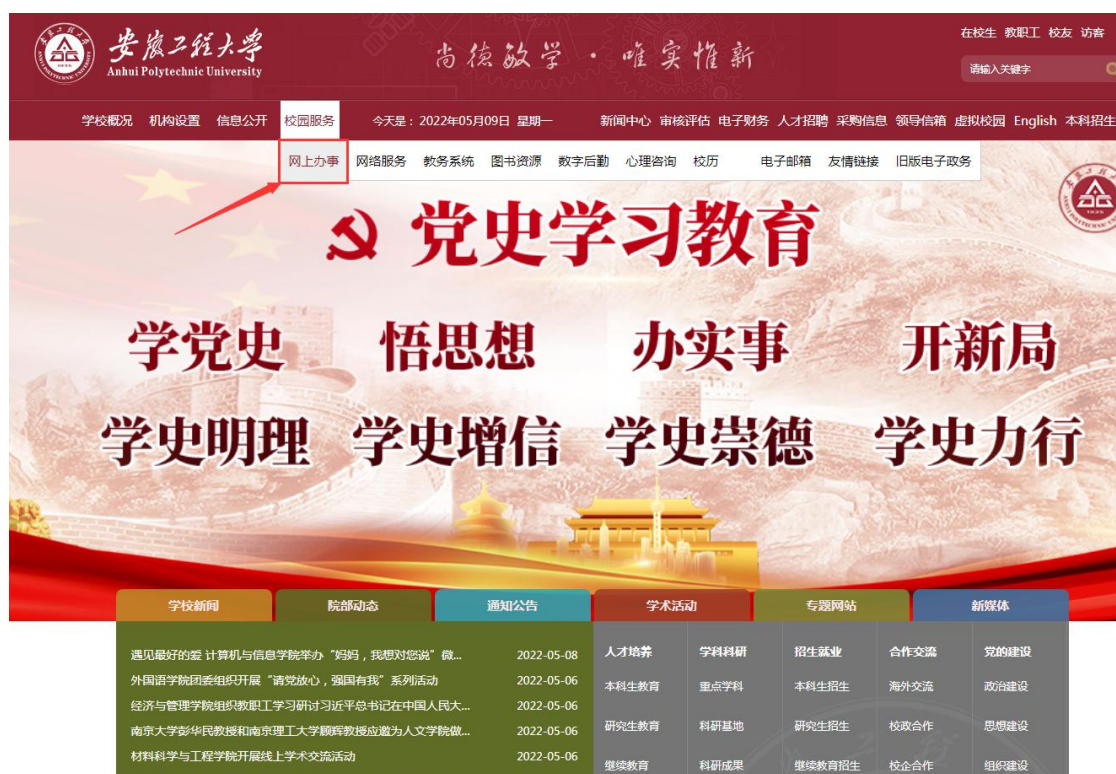 安徽工程大学
Anhui Polytechnic University
尚德敏学·唯实惟新
在校生 教职工 校友 访客
请输入关键字
学校概况 机构设置 信息公开 校园服务 今天是：2022年05月09日 星期一 新闻中心 审核评估 电子财务 人才招聘 采购信息 领导信箱 虚拟校园 English 本科招生
网上办事 网络服务 教务系统 图书资源 数字后勤 心理咨询 校历 电子邮箱 友情链接 旧版电子政务
党史学习教育
学党史 悟思想 办实事 开新局
学史明理 学史增信 学史崇德 学史力行
学校新闻 院部动态 通知公告 学术活动 专题网站 新媒体
遇见最好的爱 计算机与信息学院举办“妈妈，我想对您说”微... 2022-05-08
外国语学院团委组织开展“请党放心，强国有我”系列活动 2022-05-06
经济与管理学院组织教职工学习研讨习近平总书记在中国人民大... 2022-05-06
南京大学彭华民教授和南京理工大学顾晖教授应邀为人文学院做... 2022-05-06
材料科学与工程学院开展线上学术交流活动 2022-05-06
人才培养 学科科研 招生就业 合作交流 党的建设
本科生教育 重点学科 本科生招生 海外交流 政治建设
研究生教育 科研基地 研究生招生 校政合作 思想建设
继续教育 科研成果 继续教育招生 校企合作 组织建设